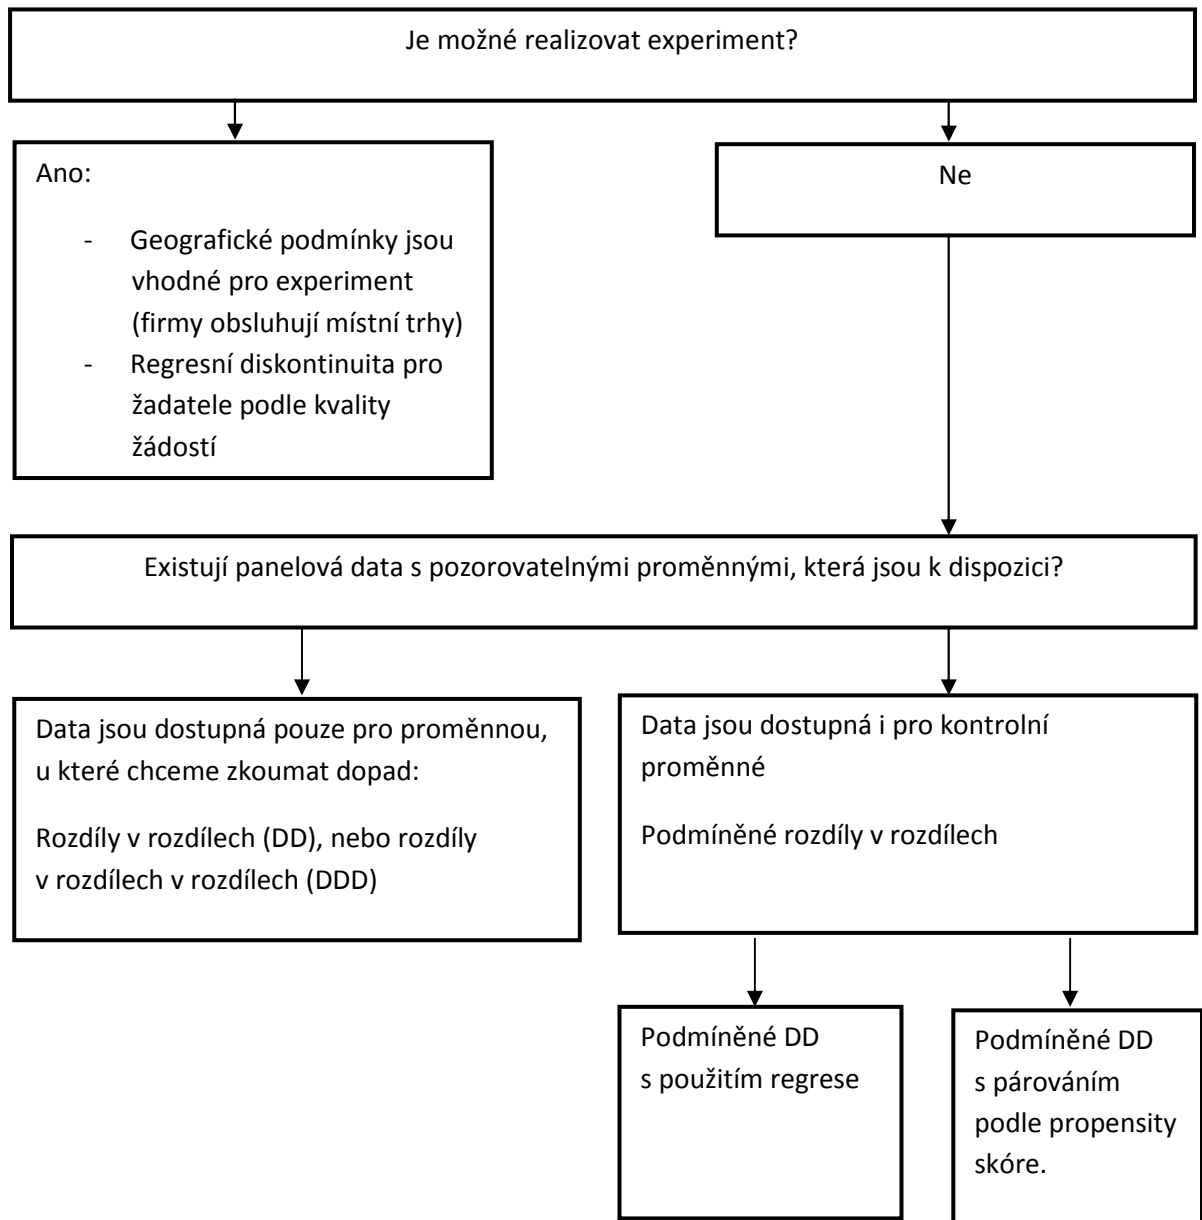 Je možné realizovat experiment?
Ano:
- Geografické podmínky jsou
vhodné pro experiment
(firmy obsluhují místní trhy)
- Regresní diskontinuita pro
žadatele podle kvality
žádostí
Ne
Existují panelová data s pozorovatelnými proměnnými, která jsou k dispozici?
Data jsou dostupná pouze pro proměnnou,
u které chceme zkoumat dopad:
Rozdíly v rozdílech (DD), nebo rozdíly
v rozdílech v rozdílech (DDD)
Data jsou dostupná i pro kontrolní
proměnné
Podmíněné rozdíly v rozdílech
Podmíněné DD
s použitím regrese
Podmíněné DD
s párováním
podle propensity
skóre.